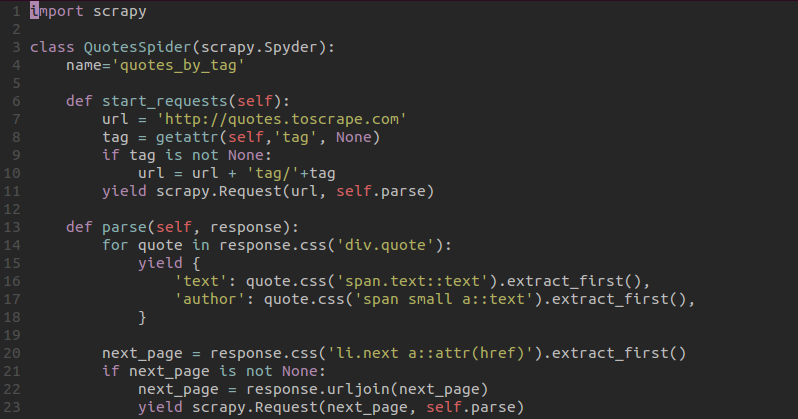 1 import scrapy
2
3 class QuotesSpider(scrapy.Spyder):
4     name='quotes_by_tag'
5
6     def start_requests(self):
7         url = 'http://quotes.toscrape.com'
8         tag = getattr(self,'tag', None)
9         if tag is not None:
10             url = url + 'tag/'+tag
11         yield scrapy.Request(url, self.parse)
12
13     def parse(self, response):
14         for quote in response.css('div.quote'):
15             yield {
16                 'text': quote.css('span.text::text').extract_first(),
17                 'author': quote.css('span small a::text').extract_first(),
18             }
19
20         next_page = response.css('li.next a::attr(href)').extract_first()
21         if next_page is not None:
22             next_page = response.urljoin(next_page)
23             yield scrapy.Request(next_page, self.parse)